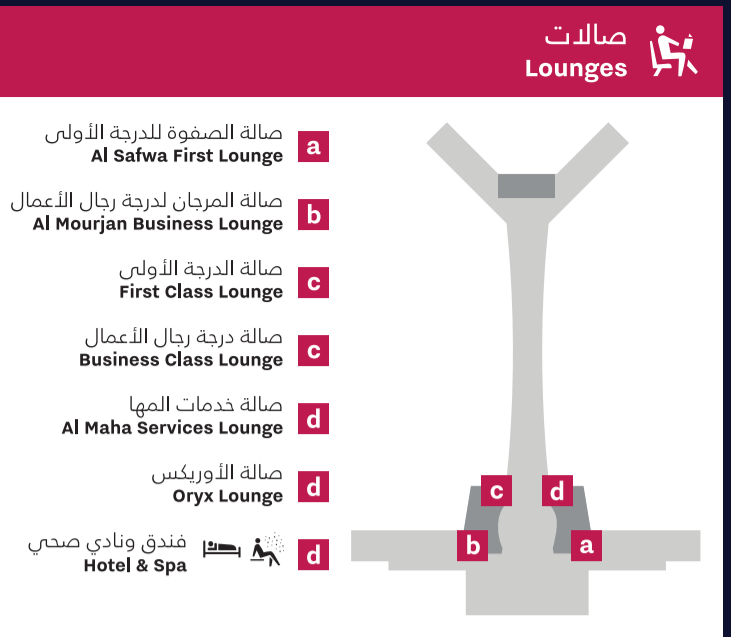 صالات
Lounges
صالة الصفوة للدرجة الأولى
Al Safwa First Lounge
a
صالة المرجان لدرجة رجال الأعمال
Al Mourjan Business Lounge
b
صالة الدرجة الأولى
First Class Lounge
c
صالة درجة رجال الأعمال
Business Class Lounge
c
صالة خدمات المها
Al Maha Services Lounge
d
صالة الأوريكس
Oryx Lounge
d
فندق ونادي صحي
Hotel & Spa
d
c
d
b
a